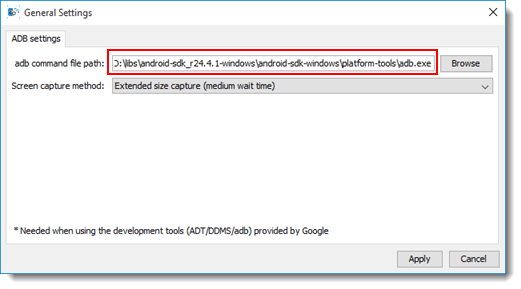 General Settings
ADB settings
adb command file path: D:\libs\android-sdk_r24.4.1-windows\android-sdk-windows\platform-tools\adb.exe Browse
Screen capture method: Extended size capture (medium wait time)
* Needed when using the development tools (ADT/DDMS/adb) provided by Google
Apply Cancel